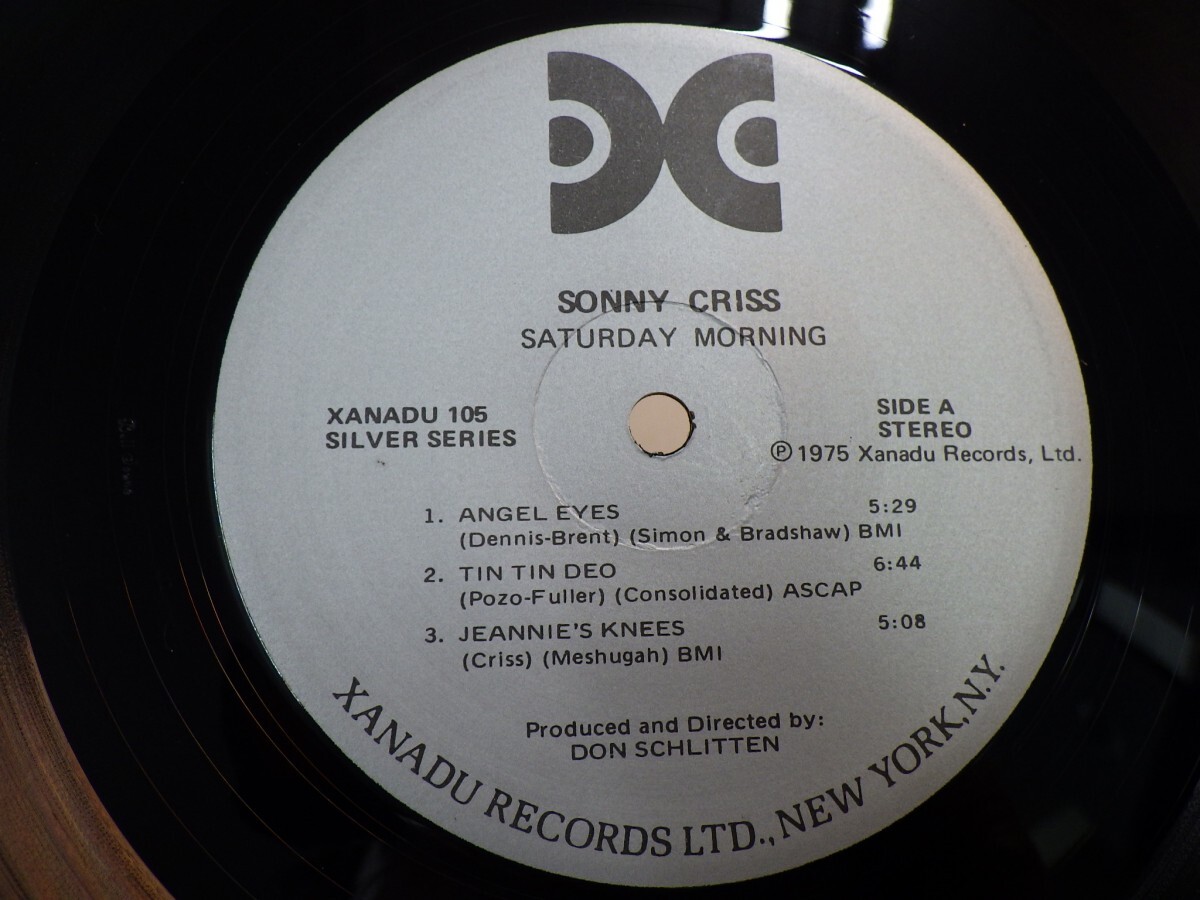 SONNY CRISS
SATURDAY MORNING
XANADU 105
SILVER SERIES
SIDE A
STEREO
℗ 1975 Xanadu Records, Ltd.
1. ANGEL EYES 5:29
(Dennis-Brent) (Simon & Bradshaw) BMI
2. TIN TIN DEO 6:44
(Pozo-Fuller) (Consolidated) ASCAP
3. JEANNIE'S KNEES 5:08
(Criss) (Meshugah) BMI
Produced and Directed by:
DON SCHLITTEN
XANADU RECORDS LTD., NEW YORK, N.Y.